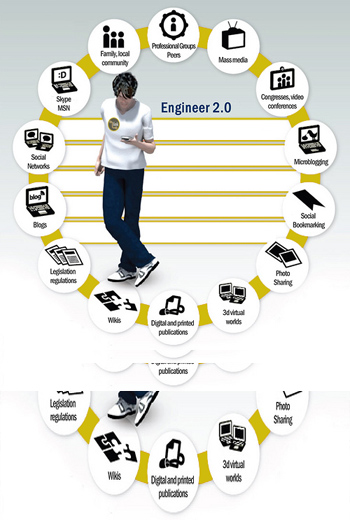 Professional Groups
Peers
Family, local
community
Mass media
:D
Skype
MSN
Congresses, video
conferences
Engineer 2.0
Social
Networks
Microblogging
blog
Blogs
Social
Bookmarking
Legislation
regulations
Photo
Sharing
Wikis
Digital and printed
publications
3d virtual
worlds
Digital and printed
publications
Legislation
regulations
Photo
Sharing
Wikis
Digital and printed
publications
3d virtual
worlds